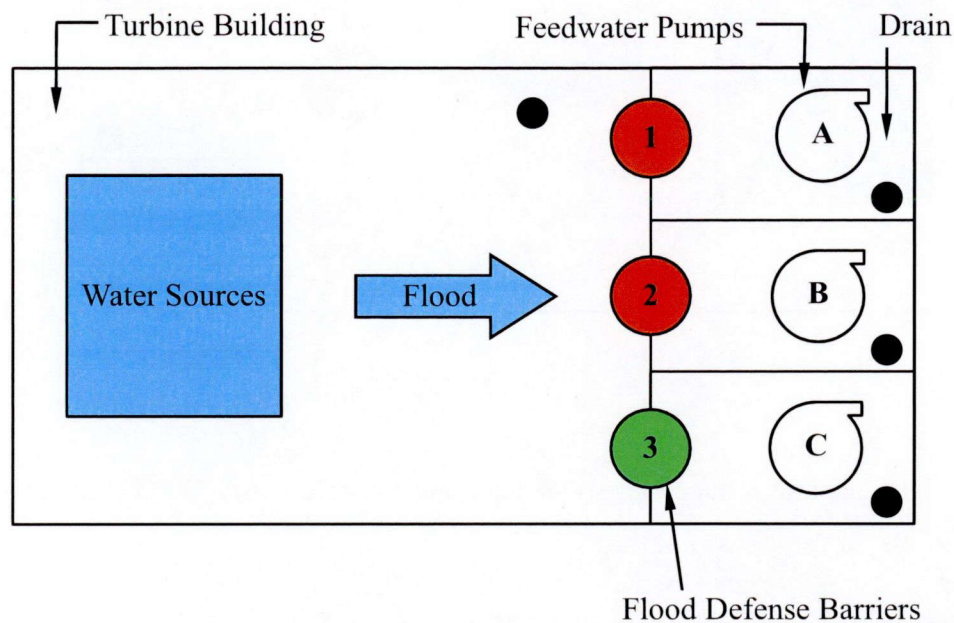 Turbine Building
Feedwater Pumps
Drain
1
A
Water Sources
Flood
2
B
3
C
Flood Defense Barriers